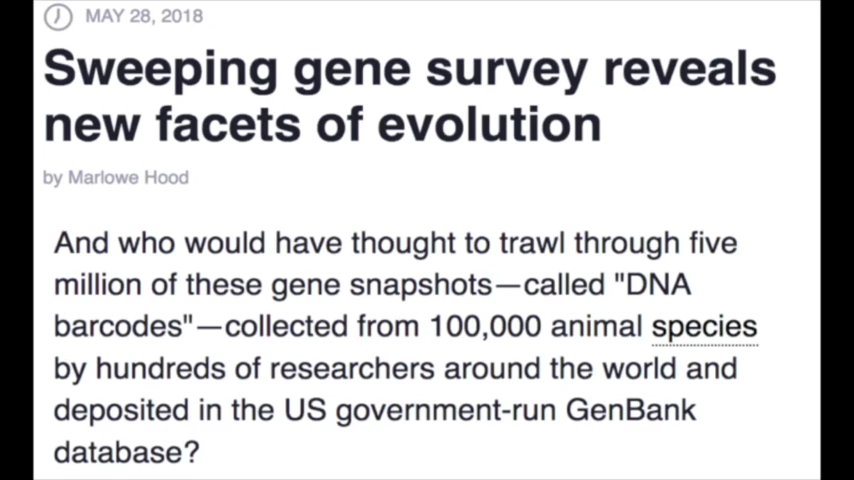 MAY 28, 2018
Sweeping gene survey reveals
new facets of evolution
by Marlowe Hood
And who would have thought to trawl through five
million of these gene snapshots—called "DNA
barcodes"—collected from 100,000 animal species
by hundreds of researchers around the world and
deposited in the US government-run GenBank
database?